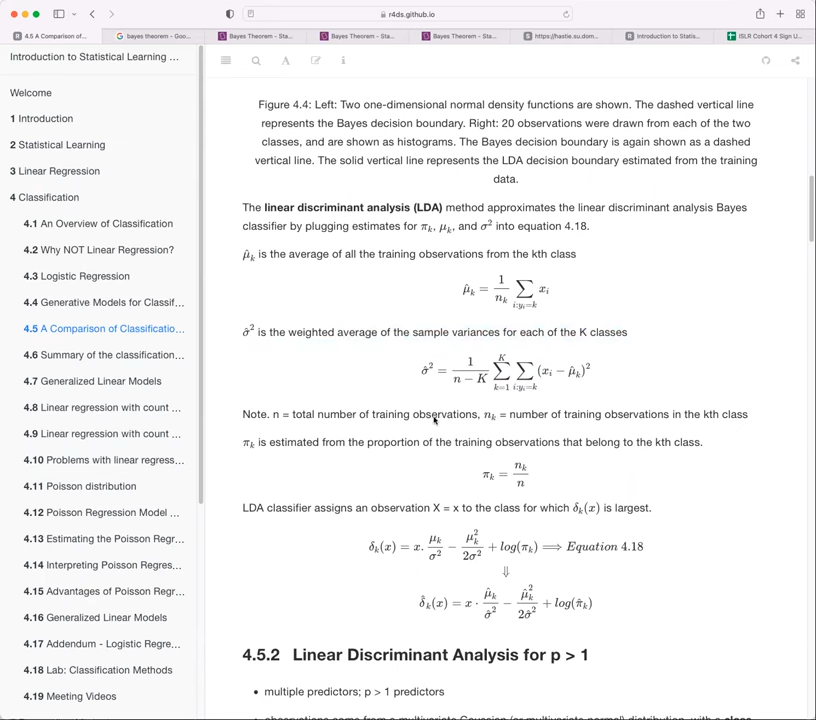 r4ds.github.io
4.5 A Comparison of...
bayes theorem - Goo...
Bayes Theorem - Sta...
Bayes Theorem - Sta...
Bayes Theorem - Sta...
https://hastie.su.dom...
Introduction to Statis...
ISLR Cohort 4 Sign U...
Introduction to Statistical Learning ...
Welcome
1 Introduction
2 Statistical Learning
3 Linear Regression
4 Classification
4.1 An Overview of Classification
4.2 Why NOT Linear Regression?
4.3 Logistic Regression
4.4 Generative Models for Classif...
4.5 A Comparison of Classificatio...
4.6 Summary of the classification...
4.7 Generalized Linear Models
4.8 Linear regression with count ...
4.9 Linear regression with count ...
4.10 Problems with linear regress...
4.11 Poisson distribution
4.12 Poisson Regression Model ...
4.13 Estimating the Poisson Regr...
4.14 Interpreting Poisson Regres...
4.15 Advantages of Poisson Regr...
4.16 Generalized Linear Models
4.17 Addendum - Logistic Regre...
4.18 Lab: Classification Methods
4.19 Meeting Videos
Figure 4.4: Left: Two one-dimensional normal density functions are shown. The dashed vertical line
represents the Bayes decision boundary. Right: 20 observations were drawn from each of the two
classes, and are shown as histograms. The Bayes decision boundary is again shown as a dashed
vertical line. The solid vertical line represents the LDA decision boundary estimated from the training
data.
The linear discriminant analysis (LDA) method approximates the linear discriminant analysis Bayes
classifier by plugging estimates for π_k, μ_k, and σ² into equation 4.18.
μ̂_k is the average of all the training observations from the kth class
μ̂_k = 1/n_k ∑_{i:y_i=k} x_i
σ̂² is the weighted average of the sample variances for each of the K classes
σ̂² = 1/(n − K) ∑_{k=1}^{K} ∑_{i:y_i=k} (x_i − μ̂_k)²
Note. n = total number of training observations, n_k = number of training observations in the kth class
π_k is estimated from the proportion of the training observations that belong to the kth class.
π_k = n_k/n
LDA classifier assigns an observation X = x to the class for which δ_k(x) is largest.
δ_k(x) = x. μ_k/σ² − μ_k²/2σ² + log(π_k) ⟹ Equation 4.18
⇓
δ̂_k(x) = x · μ̂_k/σ̂² − μ̂_k²/2σ̂² + log(π̂_k)
4.5.2 Linear Discriminant Analysis for p > 1
• multiple predictors; p > 1 predictors